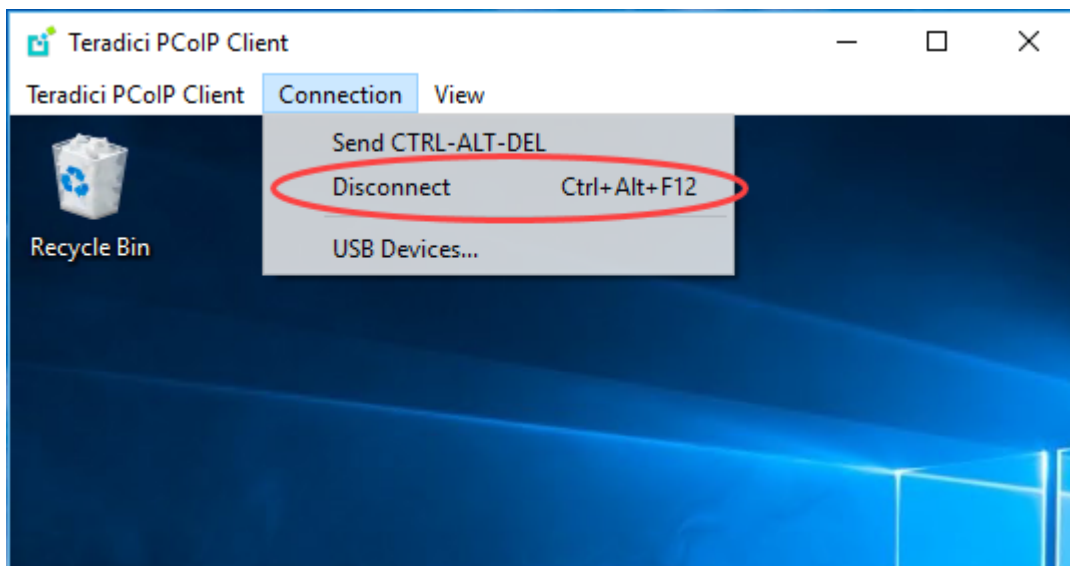 Teradici PCoIP Client
Teradici PCoIP Client Connection View
Send CTRL-ALT-DEL
Disconnect Ctrl+Alt+F12
USB Devices...
Recycle Bin